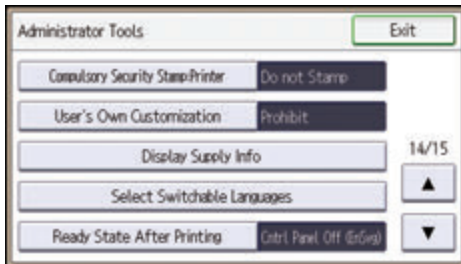 Administrator Tools
Exit
Compulsory Security Stamp:Printer
Do not Stamp
User's Own Customization
Prohibit
Display Supply Info
14/15
Select Switchable Languages
Ready State After Printing
Cntrl Panel Off (EnSvg)